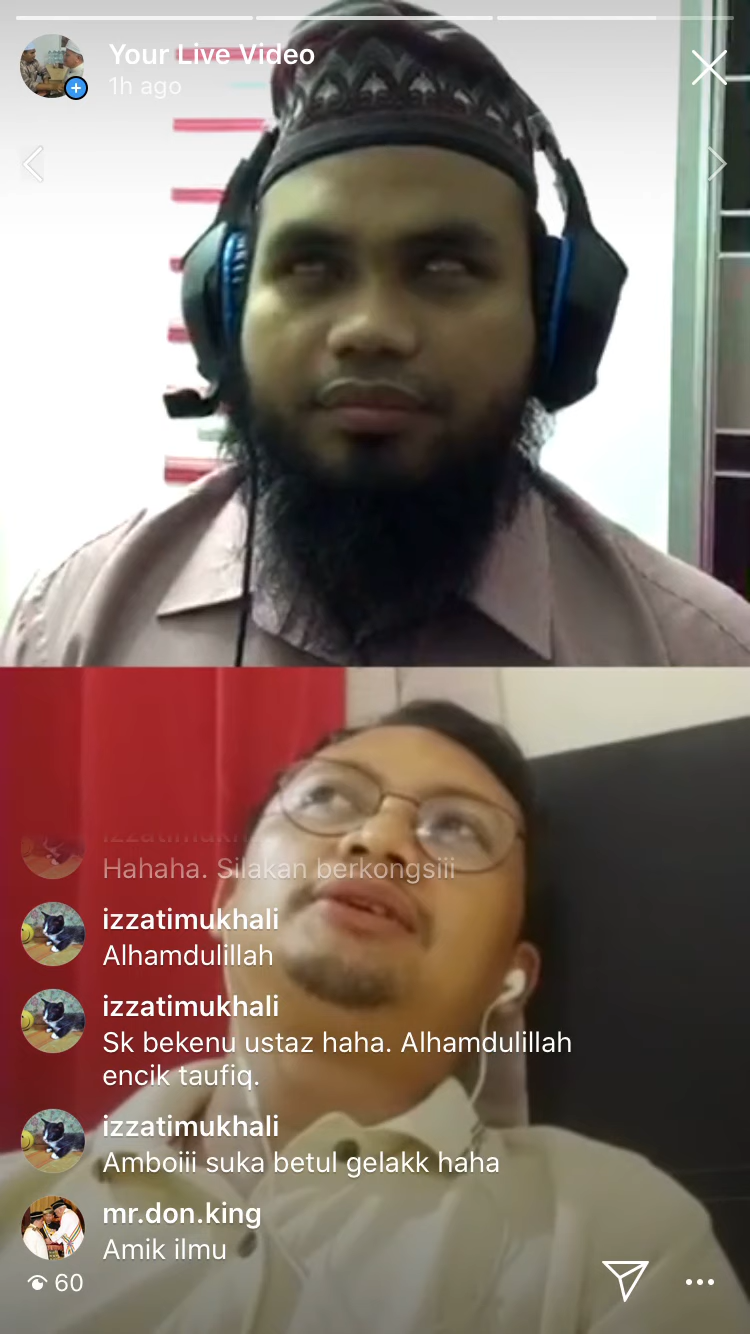 Your Live Video
1h ago
izzatimukh
Hahaha. Silakan berkongsiii
izzatimukhali
Alhamdulillah
izzatimukhali
Sk bekenu ustaz haha. Alhamdulillah
encik taufiq.
izzatimukhali
Amboiii suka betul gelakk haha
mr.don.king
Amik ilmu
60